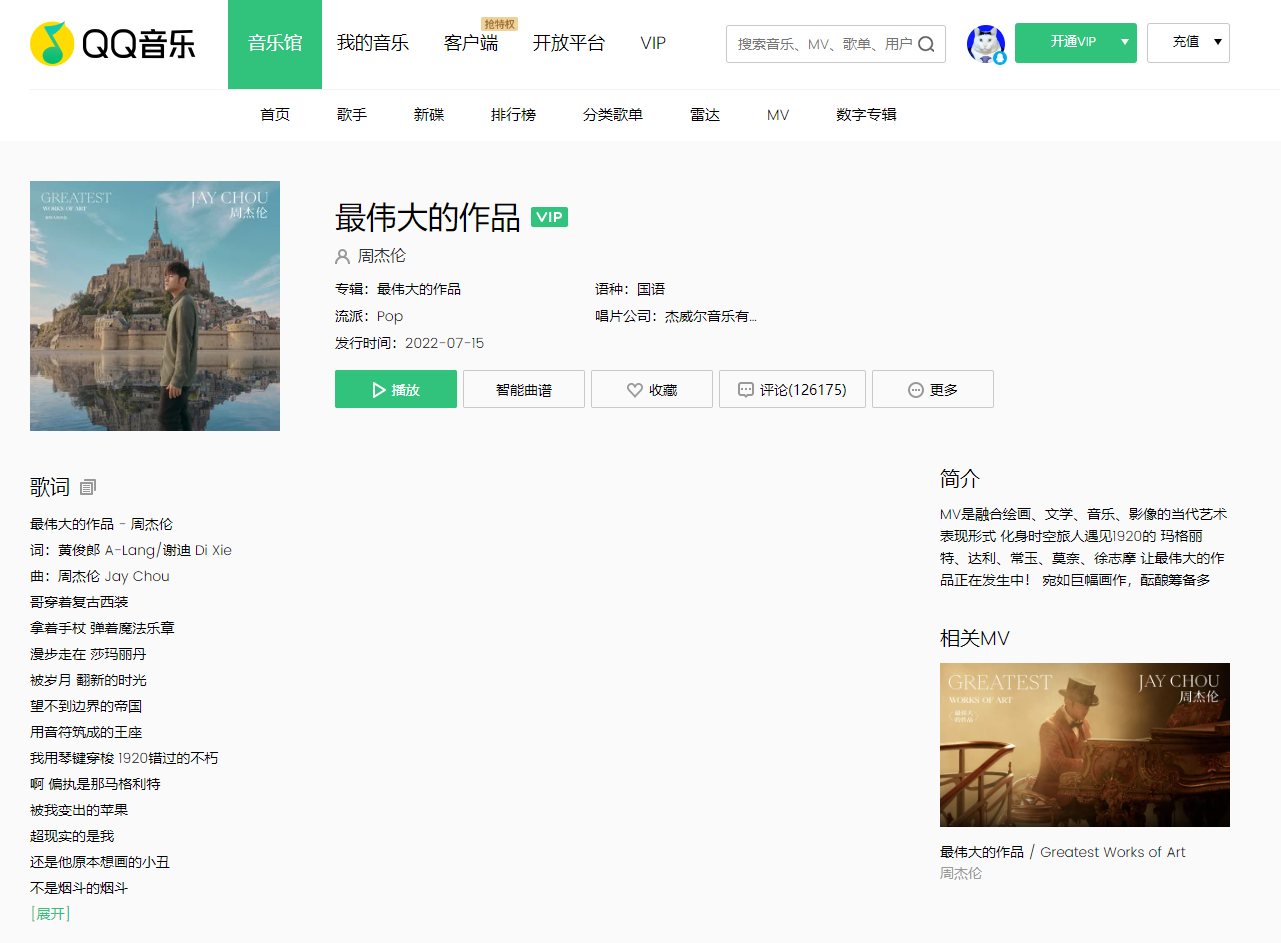 QQ音乐
音乐馆
我的音乐
客户端
抢特权
开放平台
VIP
搜索音乐、MV、歌单、用户
开通VIP
充值
首页
歌手
新碟
排行榜
分类歌单
雷达
MV
数字专辑
GREATEST
WORKS OF ART
JAY CHOU
周杰伦
最伟大的作品 VIP
周杰伦
专辑：最伟大的作品
语种：国语
流派：Pop
唱片公司：杰威尔音乐有...
发行时间：2022-07-15
播放
智能曲谱
收藏
评论(126175)
更多
歌词
最伟大的作品 - 周杰伦
词：黄俊郎 A-Lang/谢迪 Di Xie
曲：周杰伦 Jay Chou
哥穿着复古西装
拿着手杖 弹着魔法乐章
漫步走在 莎玛丽丹
被岁月 翻新的时光
望不到边界的帝国
用音符筑成的王座
我用琴键穿梭 1920错过的不朽
啊 偏执是那马格利特
被我变出的苹果
超现实的是我
还是他原本想画的小丑
不是烟斗的烟斗
[展开]
简介
MV是融合绘画、文学、音乐、影像的当代艺术
表现形式 化身时空旅人遇见1920的 玛格丽
特、达利、常玉、莫奈、徐志摩 让最伟大的作
品正在发生中！ 宛如巨幅画作，酝酿筹备多
相关MV
GREATEST
WORKS OF ART
最伟大
的作品
JAY CHOU
周杰伦
最伟大的作品 / Greatest Works of Art
周杰伦